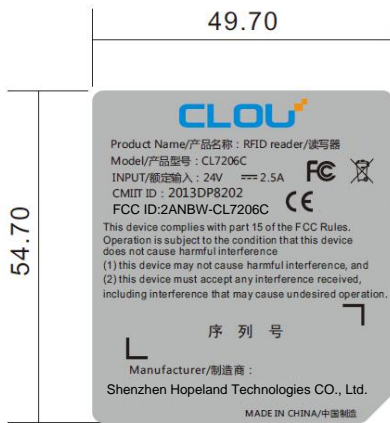 49.70
54.70
CLOU
Product Name/产品名称：RFID reader/读写器
Model/产品型号：CL7206C
INPUT/额定输入：24V ⎓ 2.5A
FC
CMIIT ID：2013DP8202
CE
FCC ID:2ANBW-CL7206C
This device complies with part 15 of the FCC Rules.
Operation is subject to the condition that this device
does not cause harmful interference
(1) this device may not cause harmful interference, and
(2) this device must accept any interference received,
including interference that may cause undesired operation.
序 列 号
Manufacturer/制造商：
Shenzhen Hopeland Technologies CO., Ltd.
MADE IN CHINA/中国制造